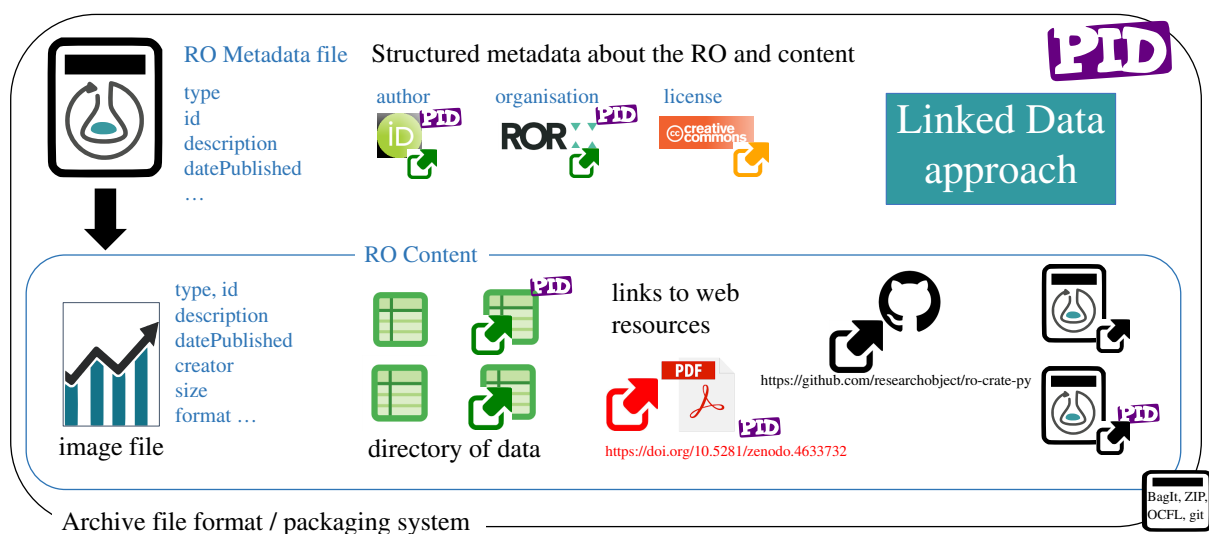 PID
RO Metadata file
Structured metadata about the RO and content
type
id
description
datePublished
…
author
iD
PID
organisation
ROR
PID
license
cc creative
commons
Linked Data
approach
RO Content
type, id
description
datePublished
creator
size
format …
image file
PID
directory of data
links to web
resources
PDF
PID
https://doi.org/10.5281/zenodo.4633732
https://github.com/researchobject/ro-crate-py
PID
Archive file format / packaging system
BagIt, ZIP,
OCFL, git